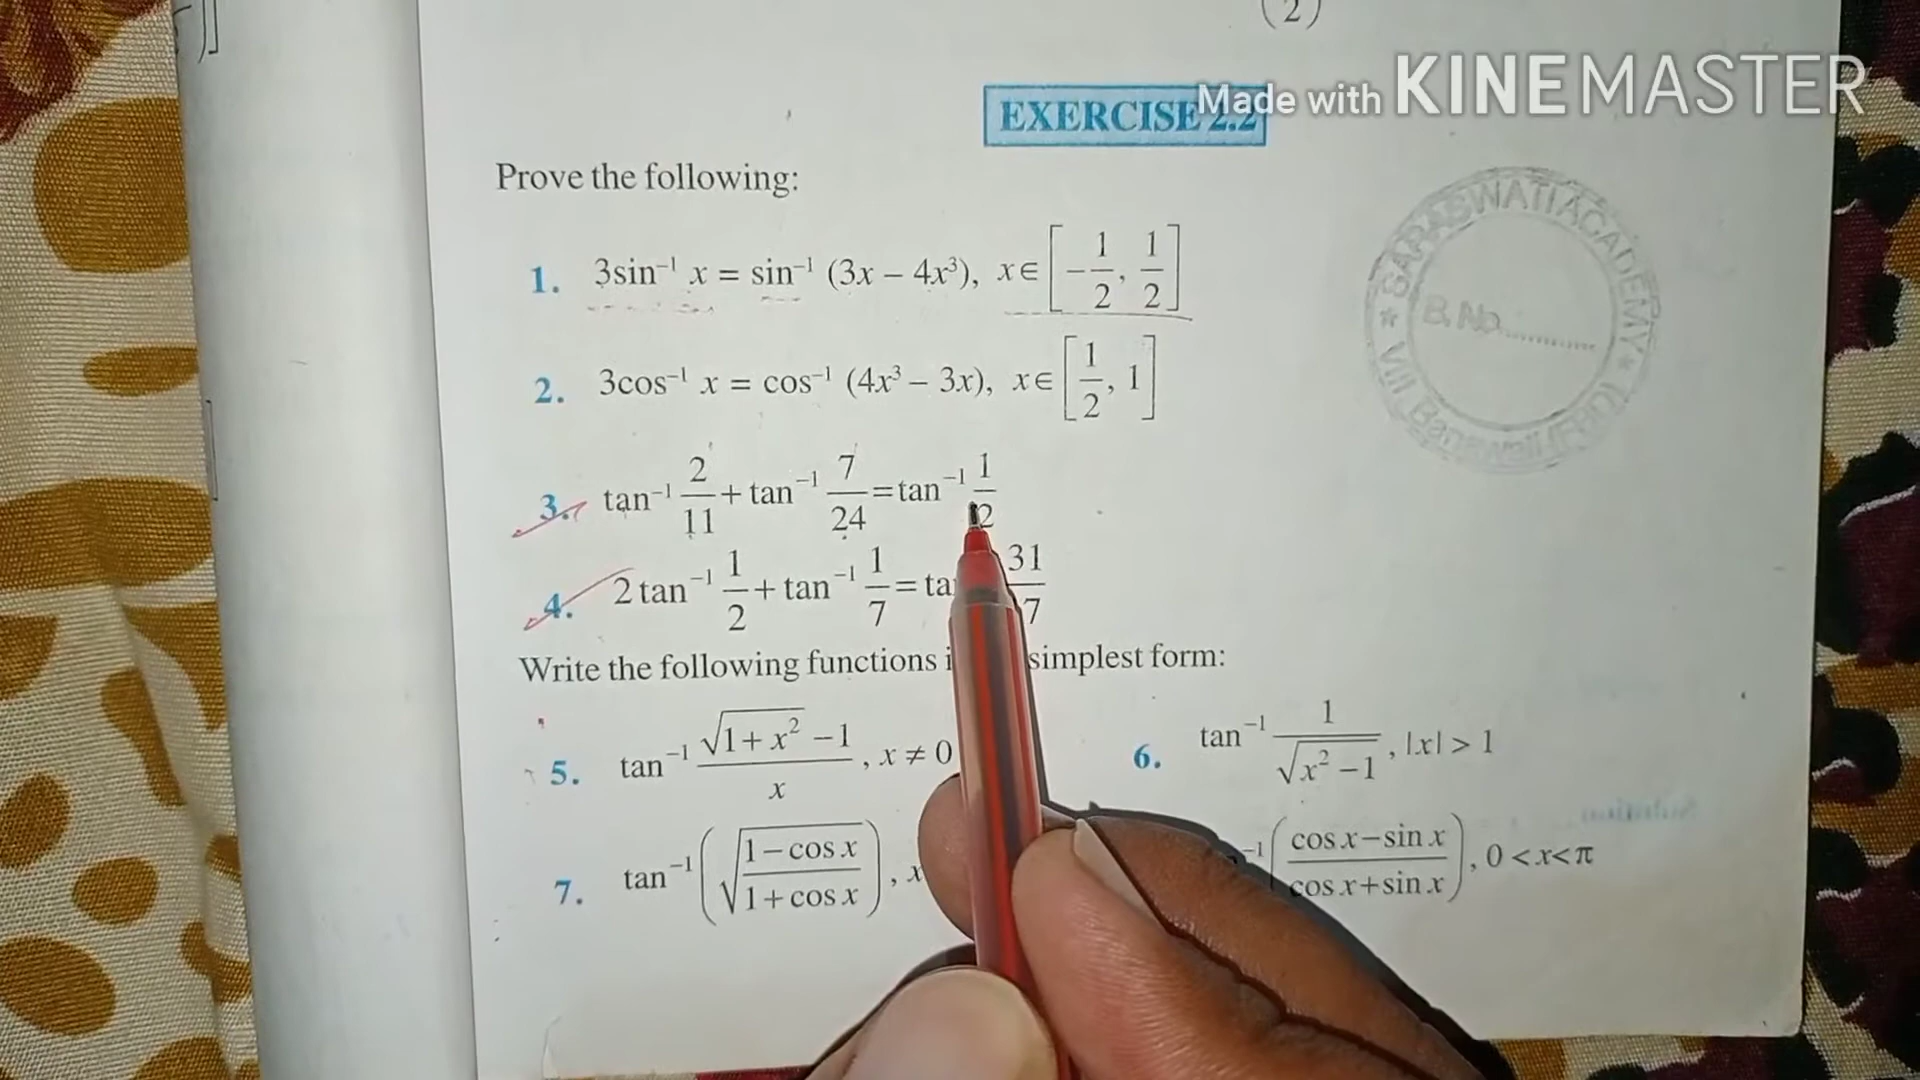 (2)
Made with KINEMASTER
EXERCISE 2.2
Prove the following:
1. 3sin⁻¹ x = sin⁻¹ (3x – 4x³), x∈[–1/2, 1/2]
2. 3cos⁻¹ x = cos⁻¹ (4x³ – 3x), x∈[1/2, 1]
3. tan⁻¹ 2/11 + tan⁻¹ 7/24 = tan⁻¹ 1/2
4. 2 tan⁻¹ 1/2 + tan⁻¹ 1/7 = 31/7
Write the following functions simplest form:
5. tan⁻¹ (√(1+x²) – 1)/x, x ≠ 0
6. tan⁻¹ 1/√(x² – 1), |x| > 1
7. tan⁻¹(√((1–cos x)/(1+cos x))), x
⁻¹((cos x–sin x)/(cos x+sin x)), 0 < x < π
SARASWATI ACADEMY
B. No..............